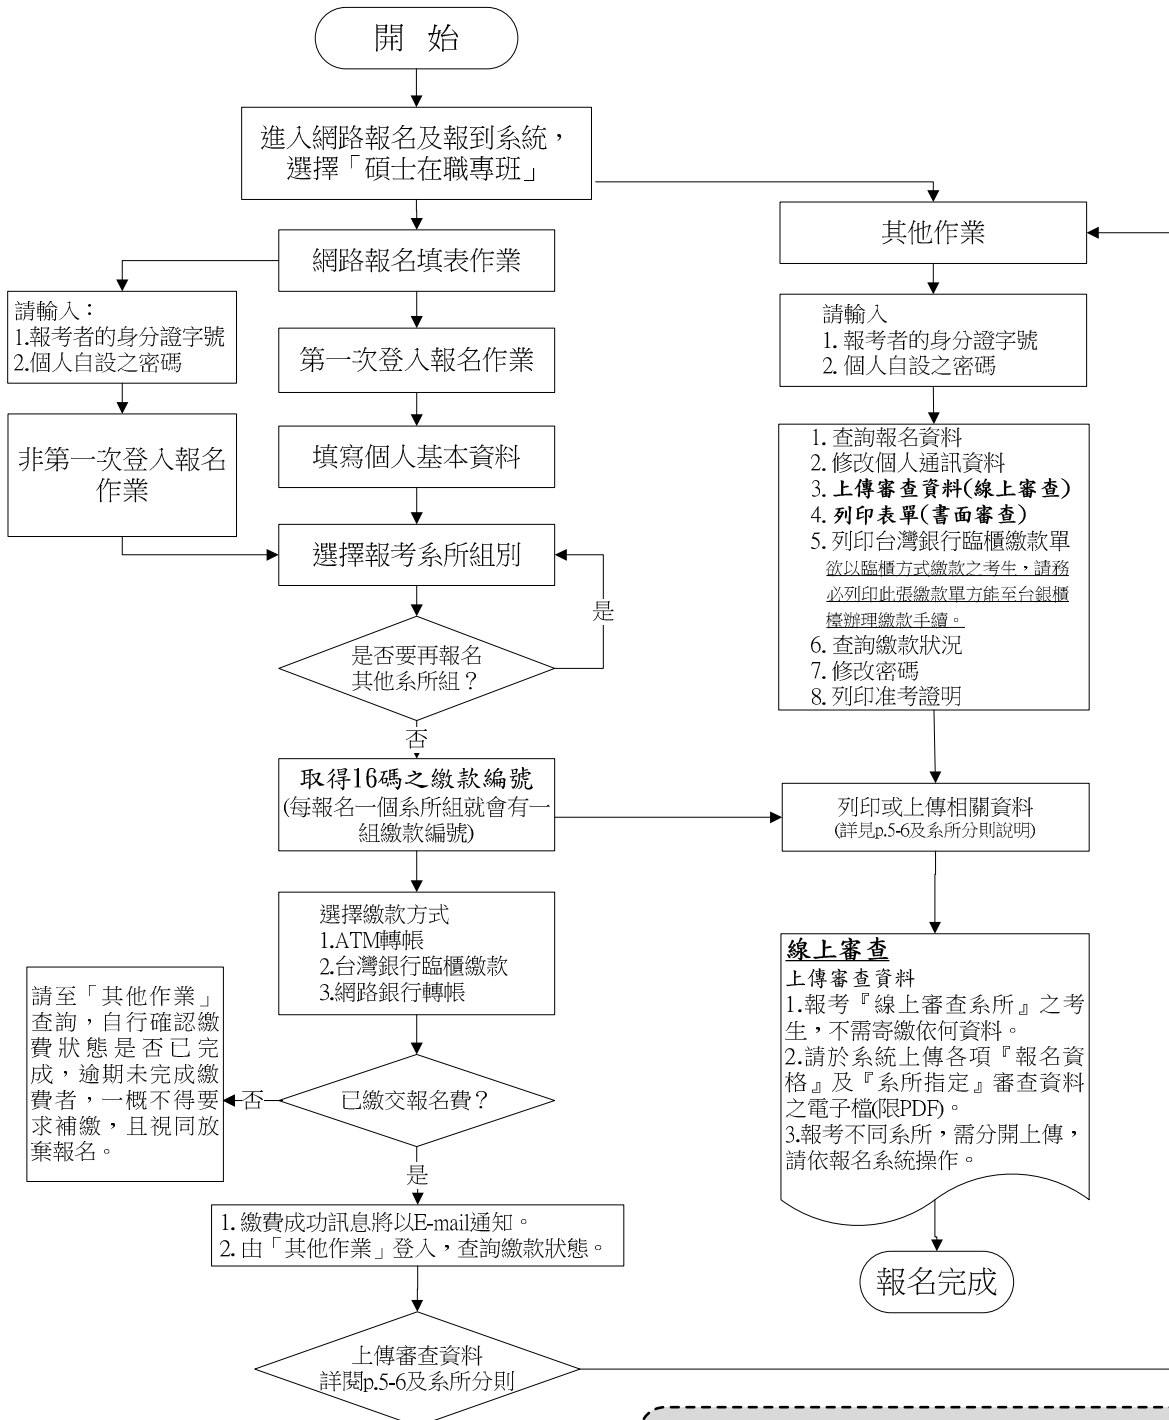 開 始
進入網路報名及報到系統，
選擇「碩士在職專班」
網路報名填表作業
請輸入：
1.報考者的身分證字號
2.個人自設之密碼
第一次登入報名作業
非第一次登入報名
作業
填寫個人基本資料
選擇報考系所組別
是
是否要再報名
其他系所組？
否
取得16碼之繳款編號
(每報名一個系所組就會有一
組繳款編號)
選擇繳款方式
1.ATM轉帳
2.台灣銀行臨櫃繳款
3.網路銀行轉帳
已繳交報名費？
否
請至「其他作業」
查詢，自行確認繳
費狀態是否已完
成，逾期未完成繳
費者，一概不得要
求補繳，且視同放
棄報名。
是
1. 繳費成功訊息將以E-mail通知。
2. 由「其他作業」登入，查詢繳款狀態。
上傳審查資料
詳閱p.5-6及系所分則
其他作業
請輸入
1. 報考者的身分證字號
2. 個人自設之密碼
1. 查詢報名資料
2. 修改個人通訊資料
3. 上傳審查資料(線上審查)
4. 列印表單(書面審查)
5. 列印台灣銀行臨櫃繳款單
欲以臨櫃方式繳款之考生，請務
必列印此張繳款單方能至台銀櫃
檯辦理繳款手續。
6. 查詢繳款狀況
7. 修改密碼
8. 列印准考證明
列印或上傳相關資料
(詳見p.5-6及系所分則說明)
線上審查
上傳審查資料
1.報考『線上審查系所』之考
生，不需寄繳依何資料。
2.請於系統上傳各項『報名資
格』及『系所指定』審查資料
之電子檔(限PDF)。
3.報考不同系所，需分開上傳，
請依報名系統操作。
報名完成